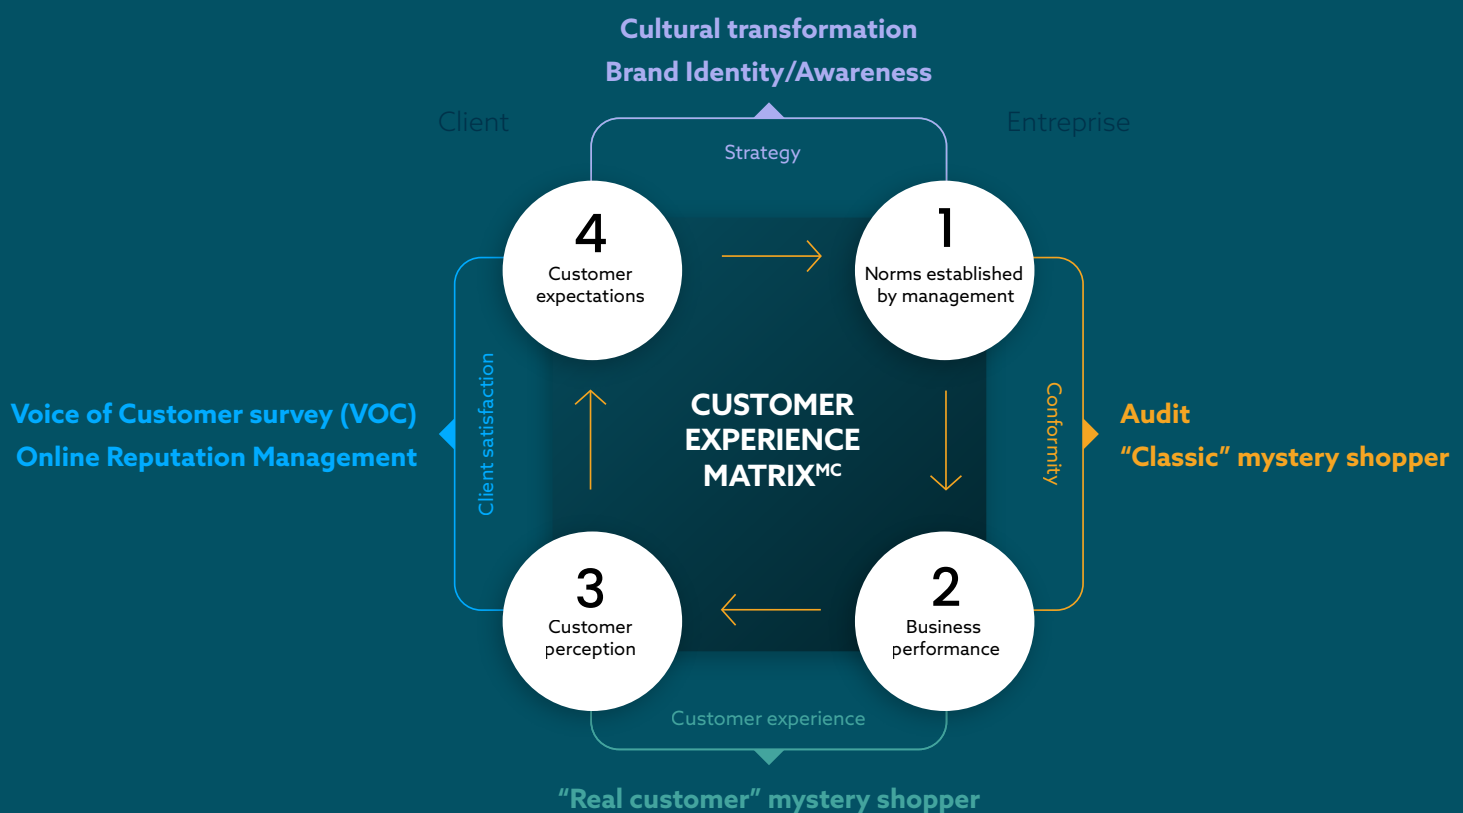 Cultural transformation
Brand Identity/Awareness
Client
Entreprise
Strategy
4
Customer
expectations
1
Norms established
by management
Client satisfaction
Conformity
Voice of Customer survey (VOC)
Online Reputation Management
CUSTOMER
EXPERIENCE
MATRIXᴹᶜ
Audit
“Classic” mystery shopper
3
Customer
perception
2
Business
performance
Customer experience
“Real customer” mystery shopper